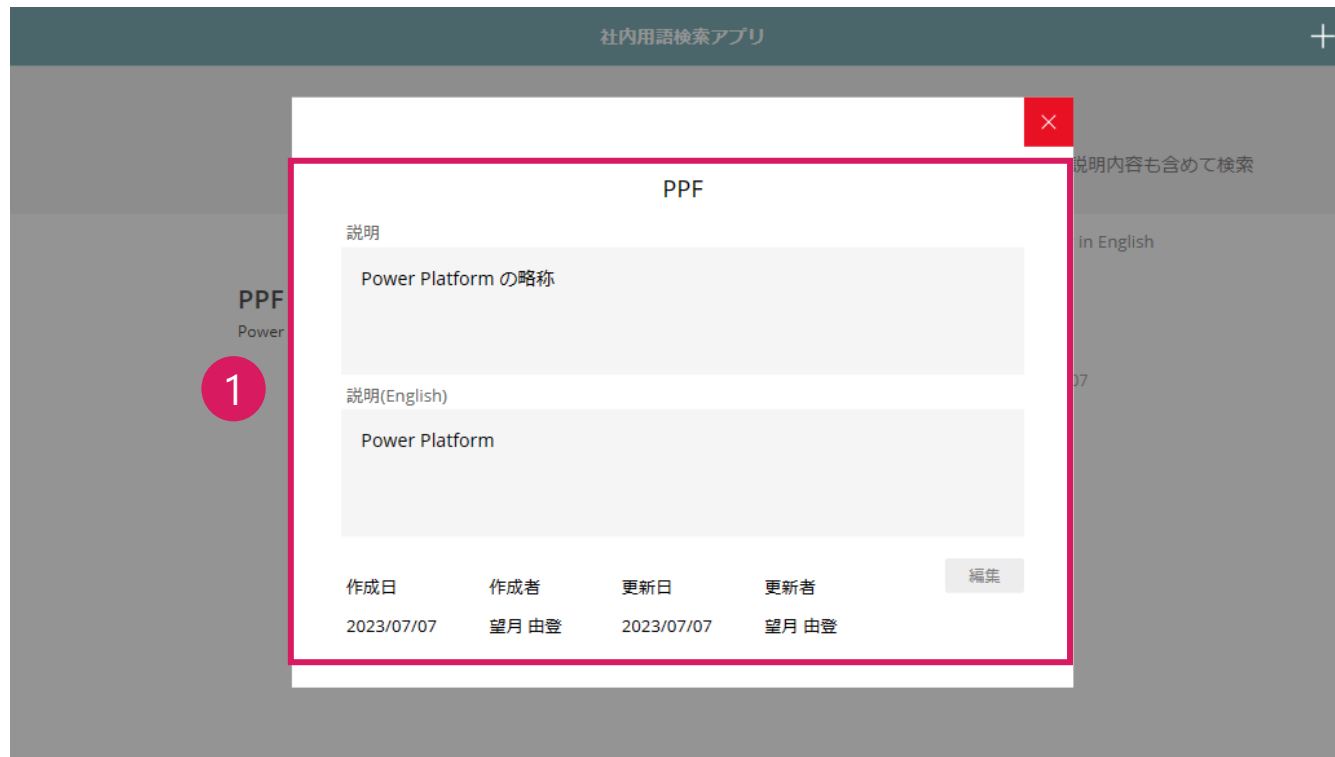 社内用語検索アプリ
説明内容も含めて検索
PPF
説明
in English
Power Platform の略称
PPF
Power
1
07
説明(English)
Power Platform
編集
作成日 作成者 更新日 更新者
2023/07/07 望月 由登 2023/07/07 望月 由登